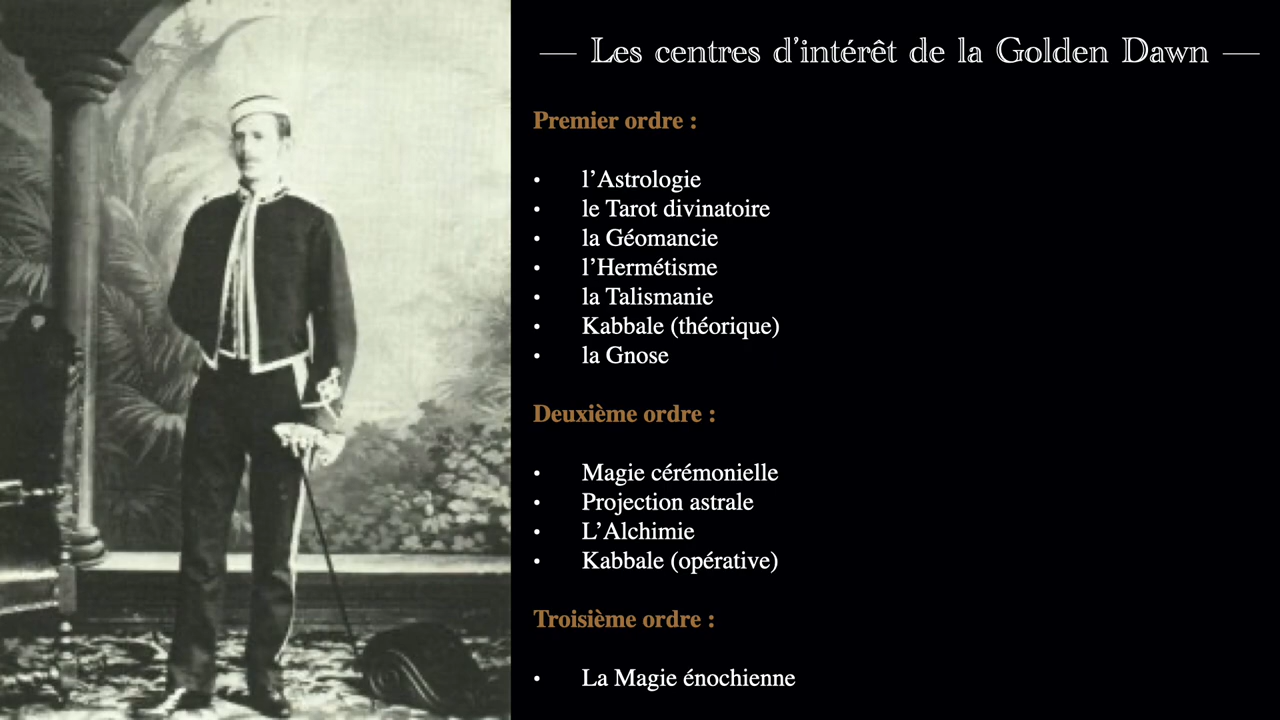 Les centres d'intérêt de la Golden Dawn
Premier ordre :
• l’Astrologie
• le Tarot divinatoire
• la Géomancie
• l’Hermétisme
• la Talismanie
• Kabbale (théorique)
• la Gnose
Deuxième ordre :
• Magie cérémonielle
• Projection astrale
• L’Alchimie
• Kabbale (opérative)
Troisième ordre :
• La Magie énochienne